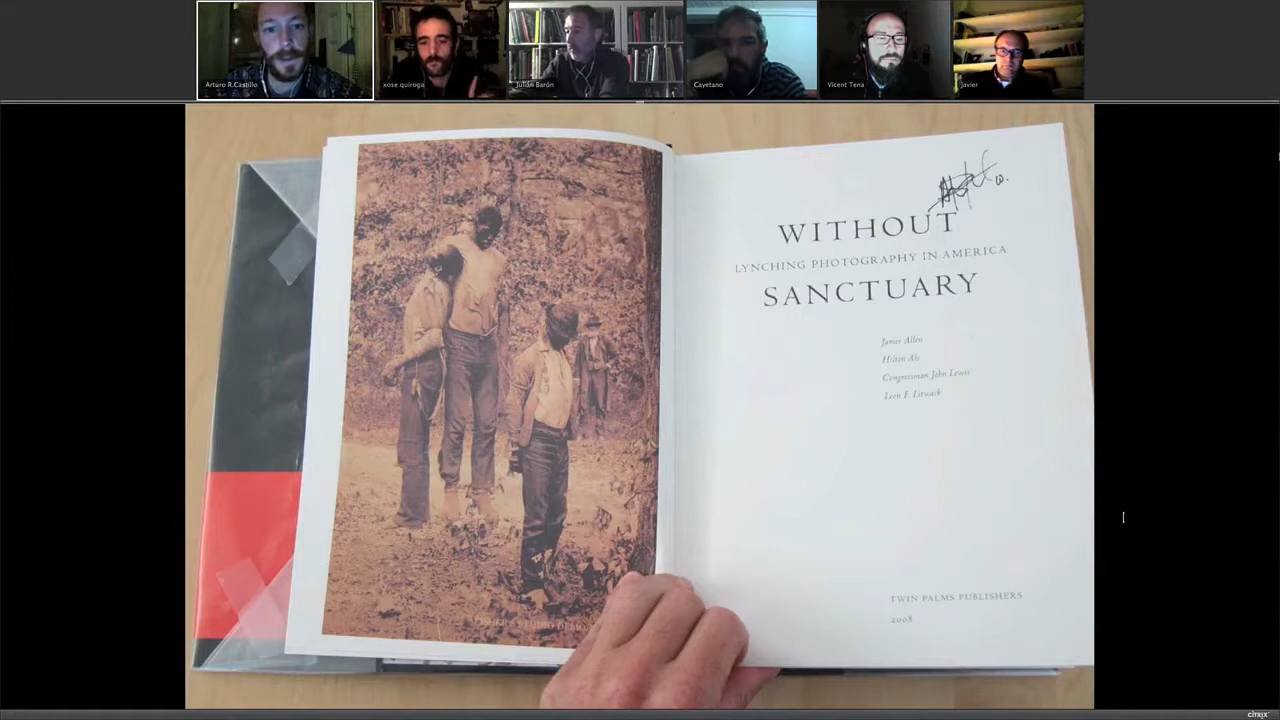 Arturo R.Castillo
xose quiroga
Julián Barón
Cayetano
Vicent Tena
Javier
WITHOUT
LYNCHING PHOTOGRAPHY IN AMERICA
SANCTUARY
James Allen
Hilton Als
Congressman John Lewis
Leon F. Litwack
TWIN PALMS PUBLISHERS
2008
CITRIX